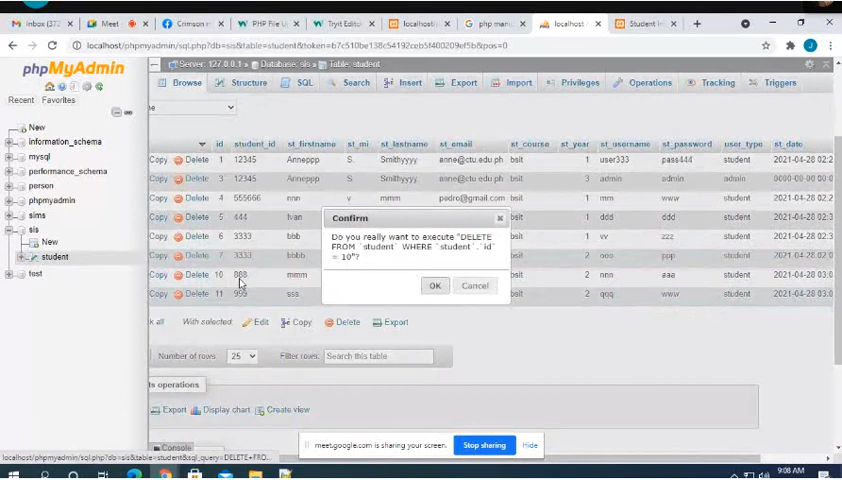 Inbox (372)
Meet
Crimson n
PHP File U
Tryit Editor
localhost/
php man
localhost
Student In
localhost/phpmyadmin/sql.php?db=sis&table=student&token=b7c510be138c54192ceb5f400209ef5b&pos=0
phpMyAdmin
Recent Favorites
New
information_schema
mysql
performance_schema
person
phpmyadmin
sims
sis
New
student
test
Server: 127.0.0.1 » Database: sis » Table: student
Browse Structure SQL Search Insert Export Import Privileges Operations Tracking Triggers
ne
id student_id st_firstname st_mi st_lastname st_email st_course st_year st_username st_password user_type st_date
Copy Delete 1 12345 Anneppp S. Smithyyyy anne@ctu.edu.ph bsit 1 user333 pass444 student 2021-04-28 02:2
Copy Delete 3 12345 Anneppp S. Smithyyyy anne@ctu.edu.ph bsit 3 admin admin admin 0000-00-00 00:0
Copy Delete 4 555666 nnn v mmm pedro@gmail.com bsit 1 mm www student 2021-04-28 02:2
Copy Delete 5 444 bsit 1 ddd ddd student 2021-04-28 02:3
Copy Delete 6 3333 bbb bsit 1 vv zzz student 2021-04-28 02:3
Copy Delete 7 3333 bbbb bsit 2 ooo ppp student 2021-04-28 02:3
Copy Delete 10 888 mmm bsit 2 nnn aaa student 2021-04-28 03:0
Copy Delete 11 999 sss bsit 2 qqq www student 2021-04-28 03:0
Confirm
Do you really want to execute "DELETE
FROM `student` WHERE `student`.`id`
= 10"?
OK Cancel
k all With selected: Edit Copy Delete Export
Number of rows: 25 Filter rows: Search this table
ts operations
Export Display chart Create view
Console
meet.google.com is sharing your screen. Stop sharing Hide
localhost/phpmyadmin/sql.php?db=sis&table=student&sql_query=DELETE+FRO...
9:08 AM